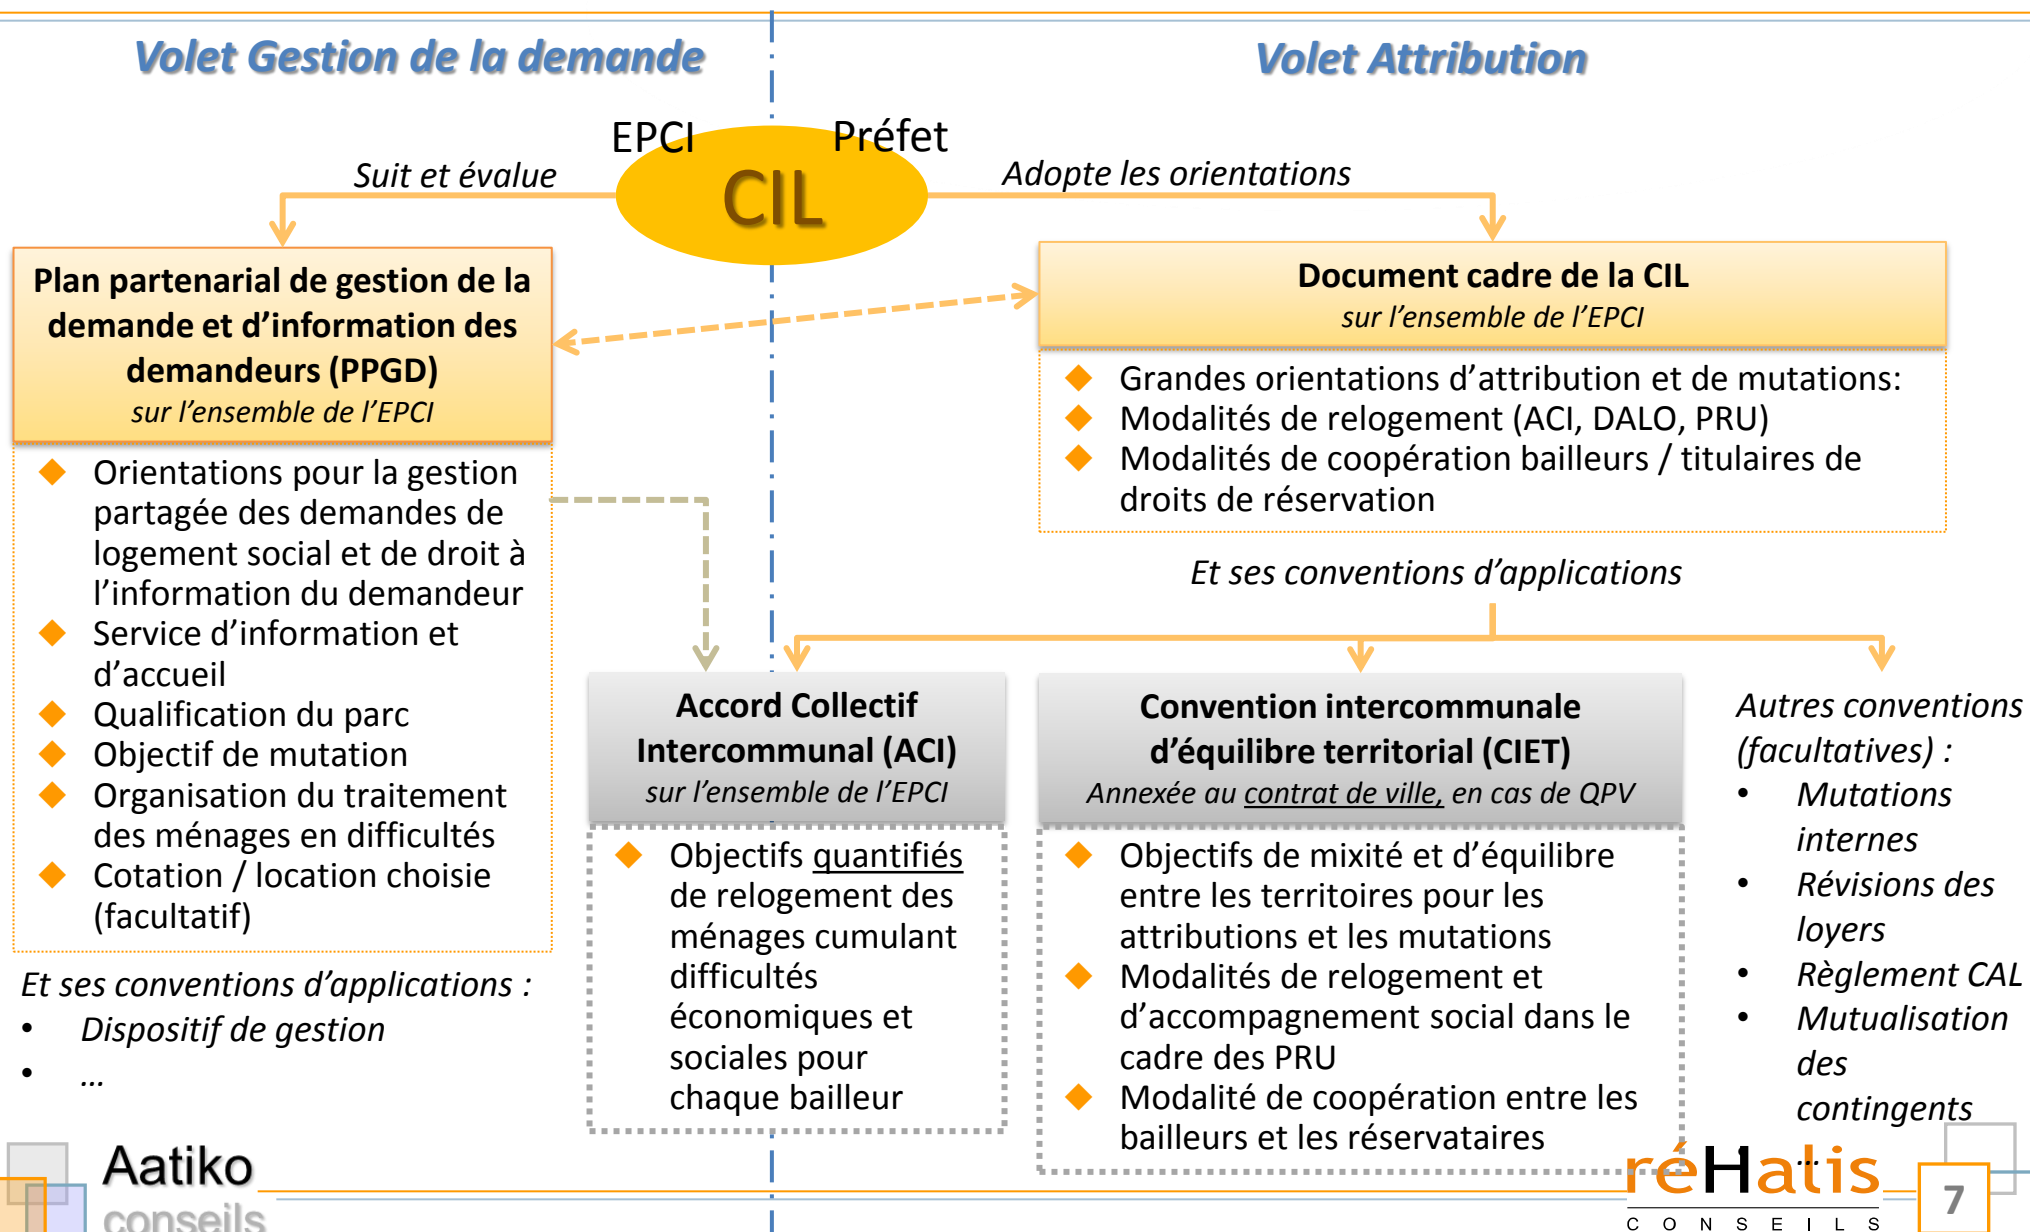 Volet Gestion de la demande
Volet Attribution
EPCI
Préfet
CIL
Suit et évalue
Adopte les orientations
Plan partenarial de gestion de la
demande et d’information des
demandeurs (PPGD)
sur l’ensemble de l’EPCI
Orientations pour la gestion
partagée des demandes de
logement social et de droit à
l’information du demandeur
Service d’information et
d’accueil
Qualification du parc
Objectif de mutation
Organisation du traitement
des ménages en difficultés
Cotation / location choisie
(facultatif)
Et ses conventions d’applications :
• Dispositif de gestion
• …
Document cadre de la CIL
sur l’ensemble de l’EPCI
Grandes orientations d’attribution et de mutations:
Modalités de relogement (ACI, DALO, PRU)
Modalités de coopération bailleurs / titulaires de
droits de réservation
Et ses conventions d’applications
Accord Collectif
Intercommunal (ACI)
sur l’ensemble de l’EPCI
Objectifs quantifiés
de relogement des
ménages cumulant
difficultés
économiques et
sociales pour
chaque bailleur
Convention intercommunale
d’équilibre territorial (CIET)
Annexée au contrat de ville, en cas de QPV
Objectifs de mixité et d’équilibre
entre les territoires pour les
attributions et les mutations
Modalités de relogement et
d’accompagnement social dans le
cadre des PRU
Modalité de coopération entre les
bailleurs et les réservataires
Autres conventions
(facultatives) :
• Mutations
internes
• Révisions des
loyers
• Règlement CAL
• Mutualisation
des
contingents
• …
Aatiko
conseils
réHalis
CONSEILS
7